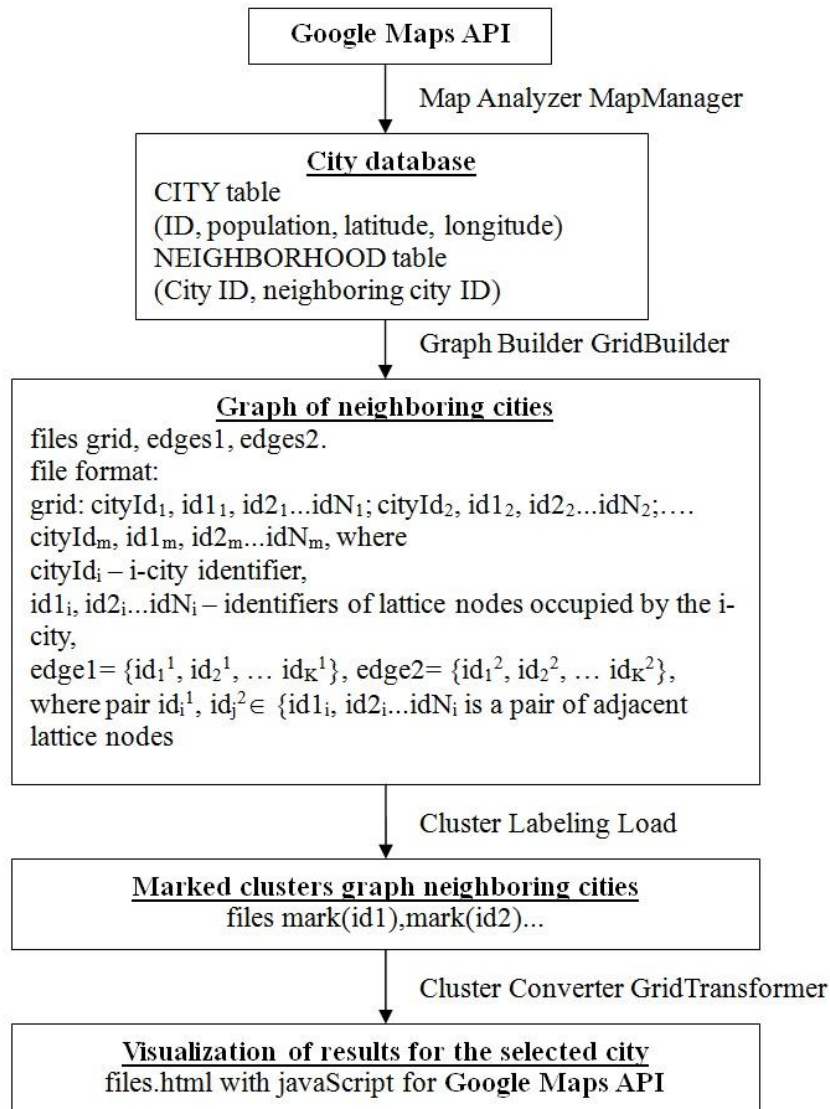 Google Maps API
Map Analyzer MapManager
City database
CITY table
(ID, population, latitude, longitude)
NEIGHBORHOOD table
(City ID, neighboring city ID)
Graph Builder GridBuilder
Graph of neighboring cities
files grid, edges1, edges2.
file format:
grid: cityId₁, id1₁, id2₁...idN₁; cityId₂, id1₂, id2₂...idN₂;....
cityIdₘ, id1ₘ, id2ₘ...idNₘ, where
cityIdᵢ – i-city identifier,
id1ᵢ, id2ᵢ...idNᵢ – identifiers of lattice nodes occupied by the i-
city,
edge1= {id₁¹, id₂¹, … id_K¹}, edge2= {id₁², id₂², … id_K²},
where pair idᵢ¹, idⱼ² ∈ {id1ᵢ, id2ᵢ...idNᵢ is a pair of adjacent
lattice nodes
Cluster Labeling Load
Marked clusters graph neighboring cities
files mark(id1),mark(id2)...
Cluster Converter GridTransformer
Visualization of results for the selected city
files.html with javaScript for Google Maps API